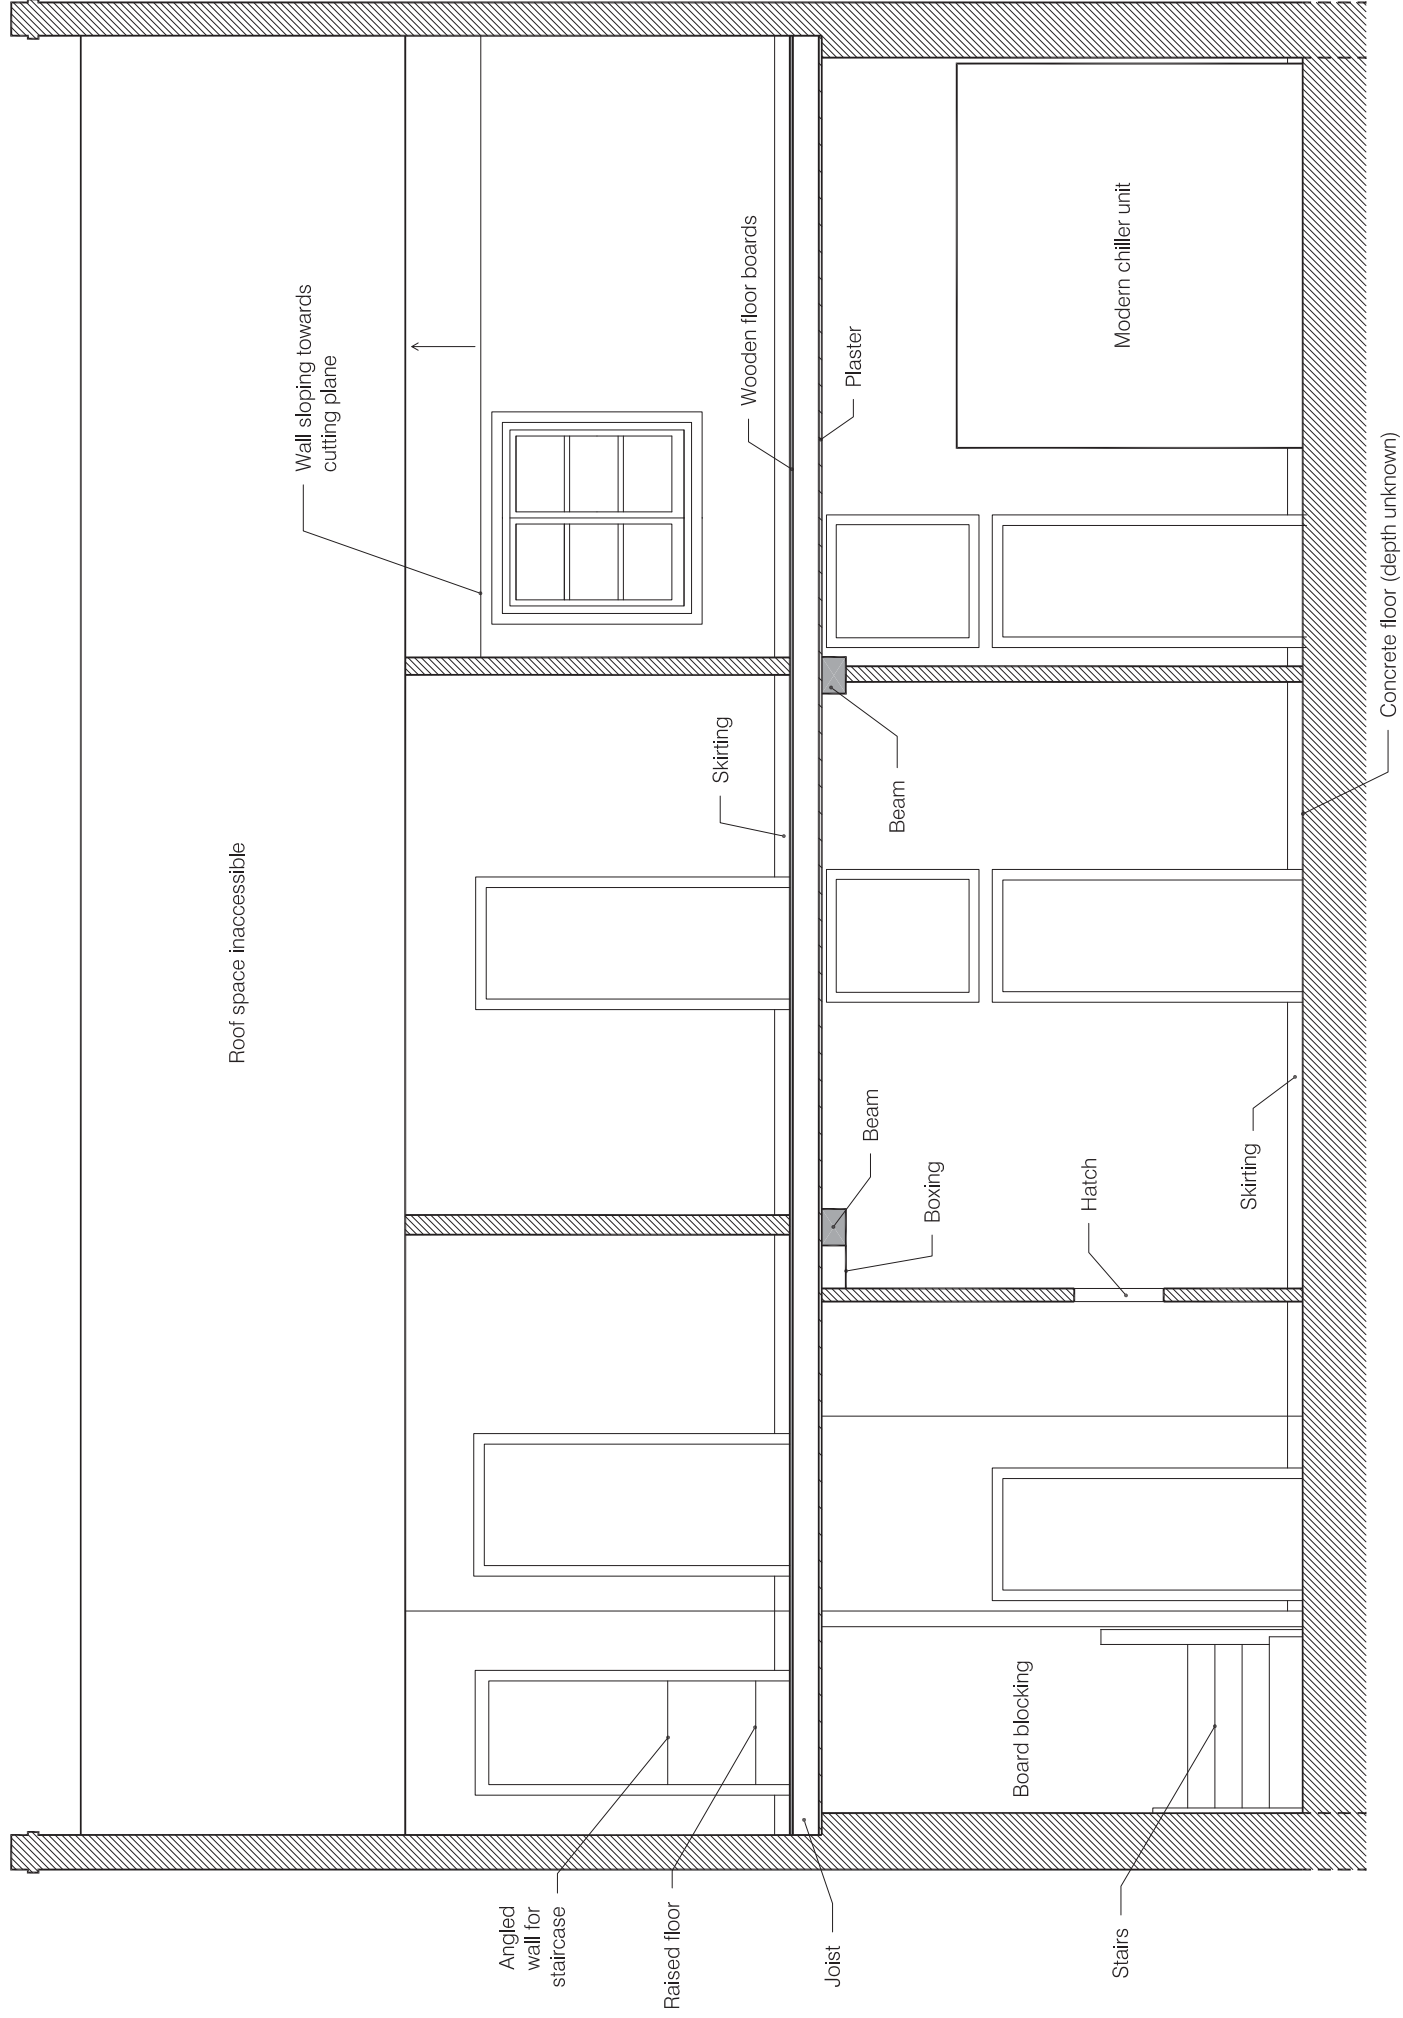 Roof space inaccessible
Wall sloping towards
cutting plane
Angled
wall for
staircase
Raised floor
Skirting
Wooden floor boards
Joist
Plaster
Beam
Beam
Boxing
Board blocking
Hatch
Stairs
Modern chiller unit
Skirting
Concrete floor (depth unknown)